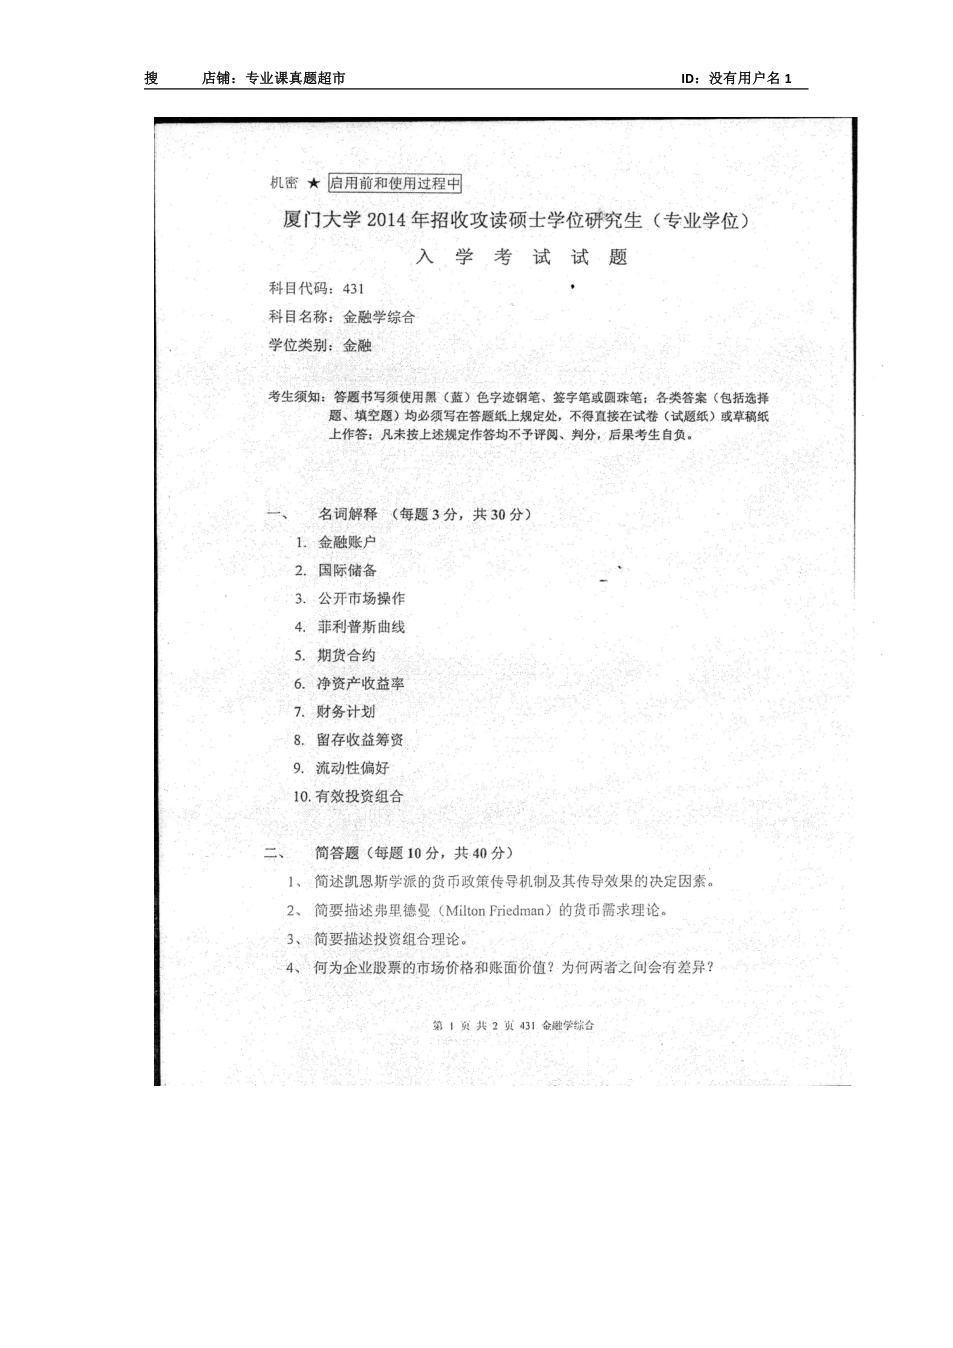 搜 店铺：专业课真题超市 ID：没有用户名 1
机密 ★ 启用前和使用过程中
厦门大学 2014 年招收攻读硕士学位研究生（专业学位）
入 学 考 试 试 题
科目代码：431
科目名称：金融学综合
学位类别：金融
考生须知：答题书写须使用黑（蓝）色字迹钢笔、签字笔或圆珠笔；各类答案（包括选择
题、填空题）均必须写在答题纸上规定处，不得直接在试卷（试题纸）或草稿纸
上作答；凡未按上述规定作答均不予评阅、判分，后果考生自负。
一、 名词解释 （每题 3 分，共 30 分）
1. 金融账户
2. 国际储备
3. 公开市场操作
4. 菲利普斯曲线
5. 期货合约
6. 净资产收益率
7. 财务计划
8. 留存收益筹资
9. 流动性偏好
10. 有效投资组合
二、 简答题（每题 10 分，共 40 分）
1、 简述凯恩斯学派的货币政策传导机制及其传导效果的决定因素。
2、 简要描述弗里德曼（Milton Friedman）的货币需求理论。
3、 简要描述投资组合理论。
4、 何为企业股票的市场价格和账面价值？为何两者之间会有差异？
第 1 页 共 2 页 431 金融学综合